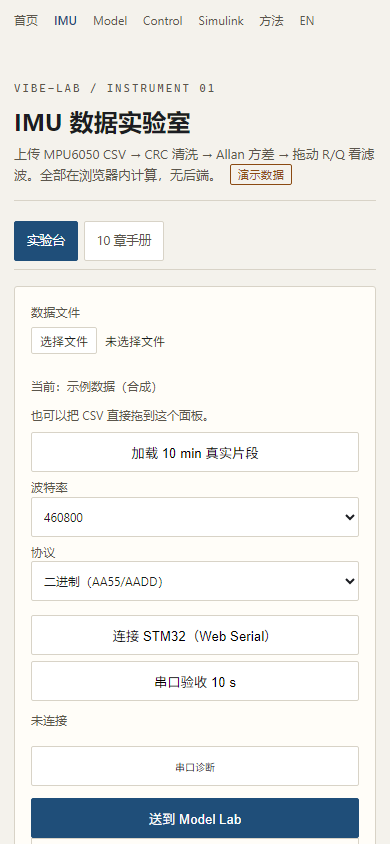 首页 IMU Model Control Simulink 方法 EN
VIBE-LAB / INSTRUMENT 01
IMU 数据实验室
上传 MPU6050 CSV → CRC 清洗 → Allan 方差 → 拖动 R/Q 看滤
波。全部在浏览器内计算，无后端。 演示数据
实验台 10 章手册
数据文件
选择文件 未选择文件
当前：示例数据（合成）
也可以把 CSV 直接拖到这个面板。
加载 10 min 真实片段
波特率
460800
协议
二进制（AA55/AADD）
连接 STM32（Web Serial）
串口验收 10 s
未连接
串口诊断
送到 Model Lab